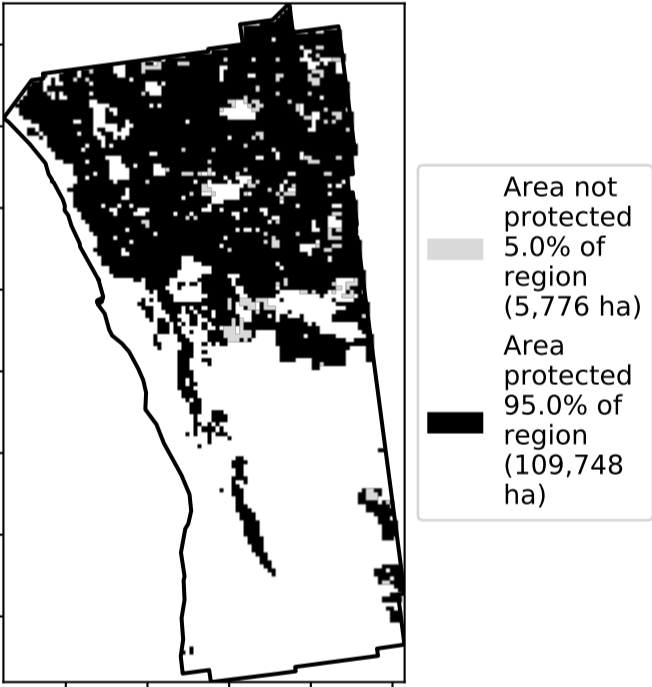 Area not
protected
5.0% of
region
(5,776 ha)
Area
protected
95.0% of
region
(109,748
ha)